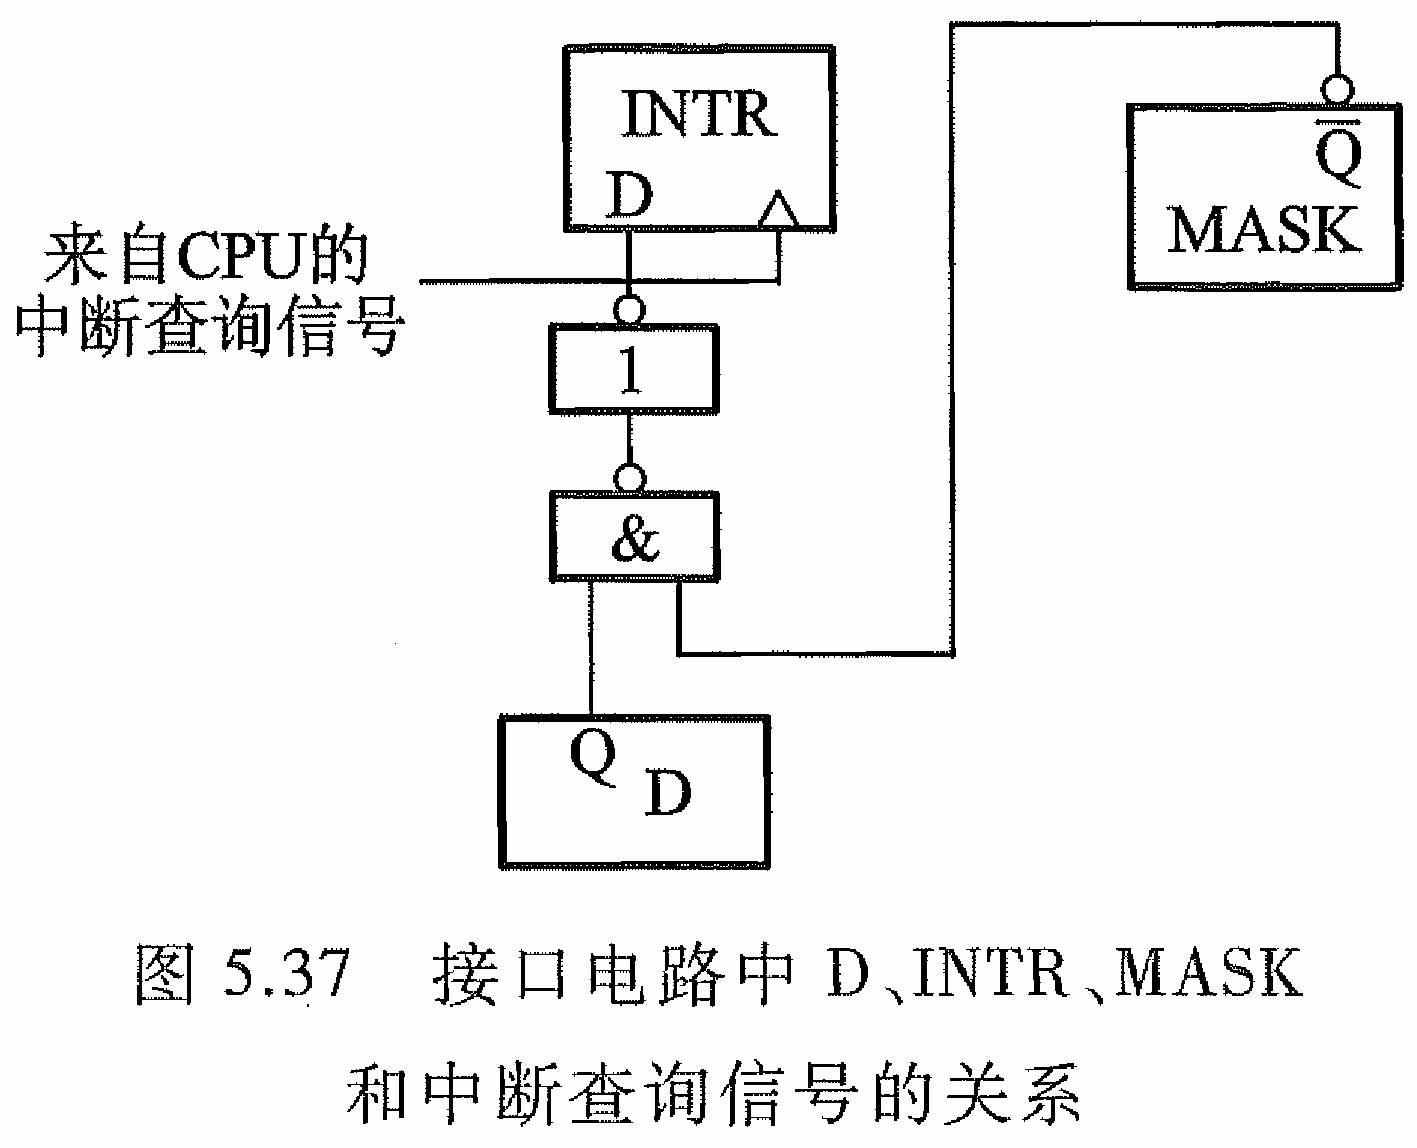 INTR
D
Q̅
MASK
来自CPU的
中断查询信号
1
&
Q
D
图 5.37 接口电路中 D、INTR、MASK
和中断查询信号的关系